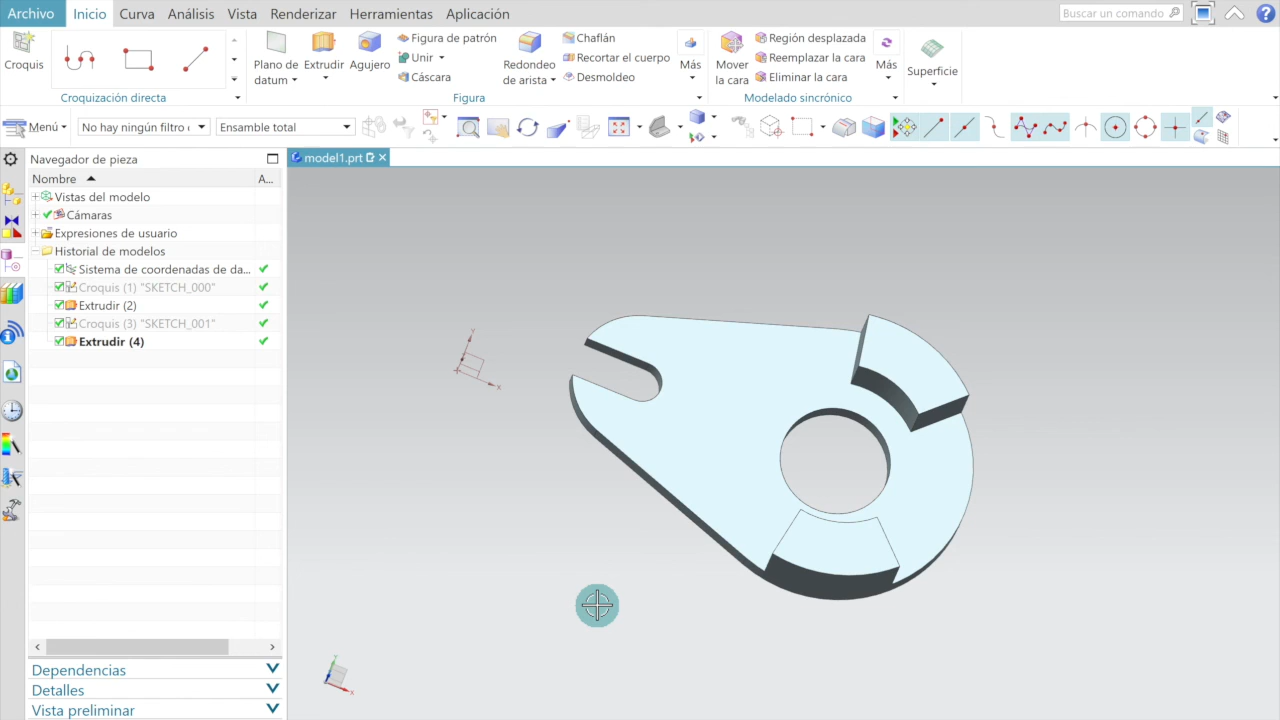 Archivo Inicio Curva Análisis Vista Renderizar Herramientas Aplicación Buscar un comando
Croquis
Croquización directa
Plano de datum
Extrudir
Agujero
Figura de patrón
Unir
Cáscara
Redondeo de arista
Chaflán
Recortar el cuerpo
Desmoldeo
Más
Figura
Mover la cara
Región desplazada
Reemplazar la cara
Eliminar la cara
Más
Modelado sincrónico
Superficie
Menú No hay ningún filtro Ensamble total
Navegador de pieza
model1.prt
Nombre A...
Vistas del modelo
Cámaras
Expresiones de usuario
Historial de modelos
Sistema de coordenadas de da...
Croquis (1) "SKETCH_000"
Extrudir (2)
Croquis (3) "SKETCH_001"
Extrudir (4)
Y
X
Y
X
Dependencias
Detalles
Vista preliminar